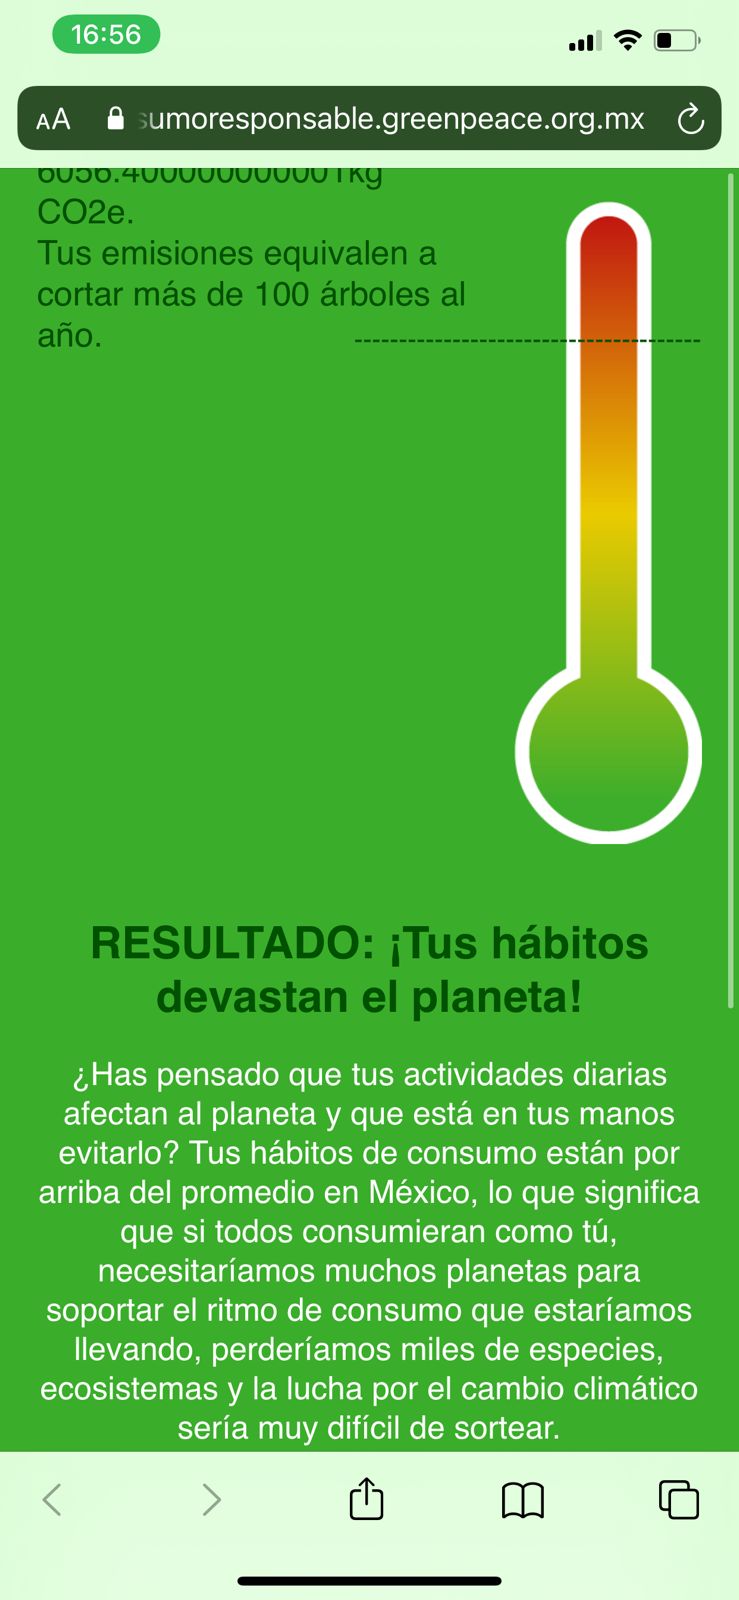 16:56
AA sumoresponsable.greenpeace.org.mx
6056.400000000001kg
CO2e.
Tus emisiones equivalen a
cortar más de 100 árboles al
año.
RESULTADO: ¡Tus hábitos
devastan el planeta!
¿Has pensado que tus actividades diarias
afectan al planeta y que está en tus manos
evitarlo? Tus hábitos de consumo están por
arriba del promedio en México, lo que significa
que si todos consumieran como tú,
necesitaríamos muchos planetas para
soportar el ritmo de consumo que estaríamos
llevando, perderíamos miles de especies,
ecosistemas y la lucha por el cambio climático
sería muy difícil de sortear.